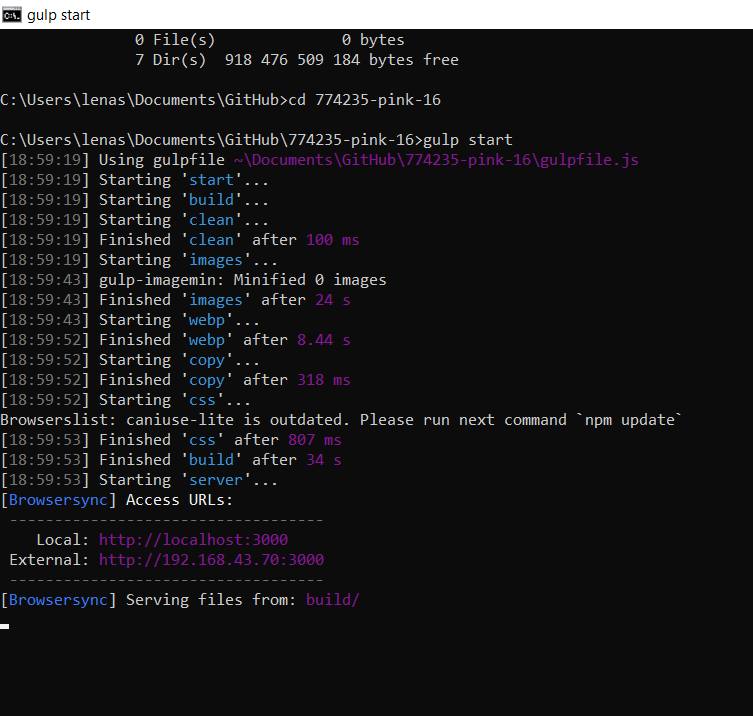 gulp start
0 File(s) 0 bytes
7 Dir(s) 918 476 509 184 bytes free
C:\Users\lenas\Documents\GitHub>cd 774235-pink-16
C:\Users\lenas\Documents\GitHub\774235-pink-16>gulp start
[18:59:19] Using gulpfile ~\Documents\GitHub\774235-pink-16\gulpfile.js
[18:59:19] Starting 'start'...
[18:59:19] Starting 'build'...
[18:59:19] Starting 'clean'...
[18:59:19] Finished 'clean' after 100 ms
[18:59:19] Starting 'images'...
[18:59:43] gulp-imagemin: Minified 0 images
[18:59:43] Finished 'images' after 24 s
[18:59:43] Starting 'webp'...
[18:59:52] Finished 'webp' after 8.44 s
[18:59:52] Starting 'copy'...
[18:59:52] Finished 'copy' after 318 ms
[18:59:52] Starting 'css'...
Browserslist: caniuse-lite is outdated. Please run next command `npm update`
[18:59:53] Finished 'css' after 807 ms
[18:59:53] Finished 'build' after 34 s
[18:59:53] Starting 'server'...
[Browsersync] Access URLs:
-----------------------------------
Local: http://localhost:3000
External: http://192.168.43.70:3000
-----------------------------------
[Browsersync] Serving files from: build/